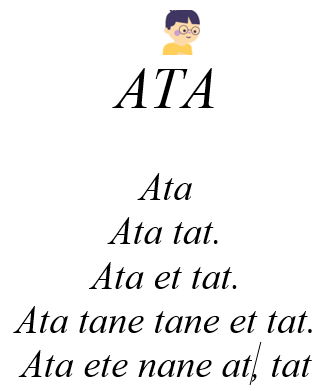 ATA
Ata
Ata tat.
Ata et tat.
Ata tane tane et tat.
Ata ete nane at, tat